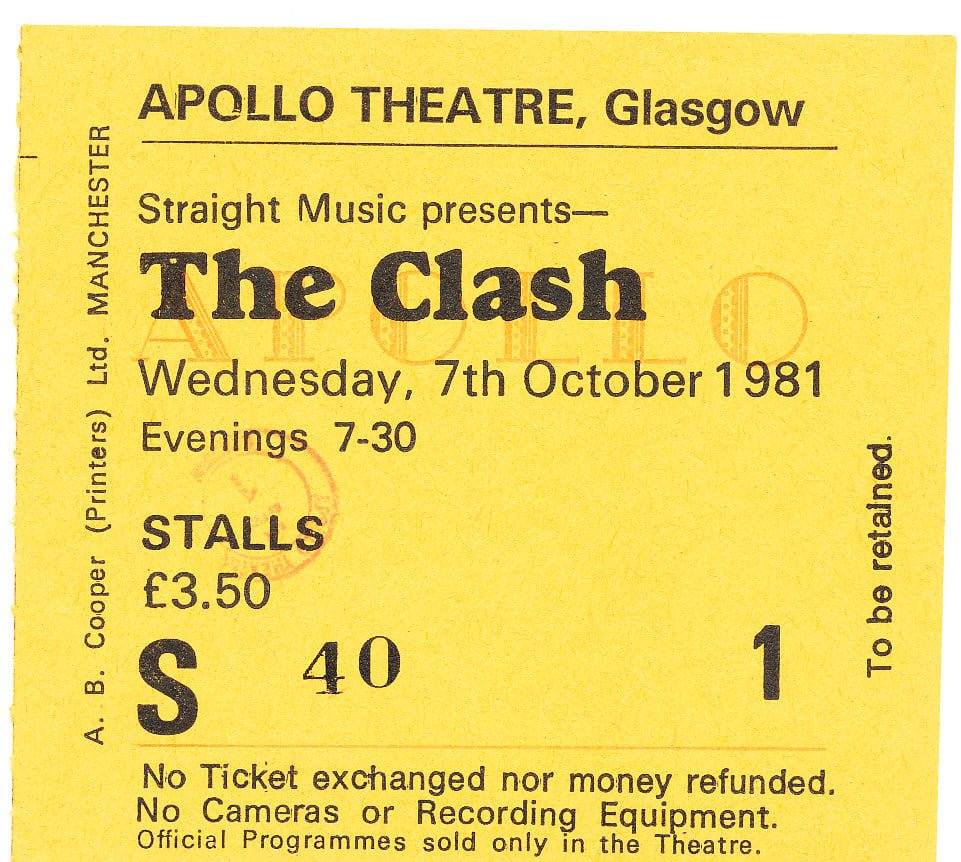 APOLLO THEATRE, Glasgow
Straight Music presents—
The Clash
APOLLO
Wednesday, 7th October 1981
Evenings 7-30
STALLS
£3.50
S 40 1
No Ticket exchanged nor money refunded.
No Cameras or Recording Equipment.
Official Programmes sold only in the Theatre.
A. B. Cooper (Printers) Ltd. MANCHESTER
To be retained.